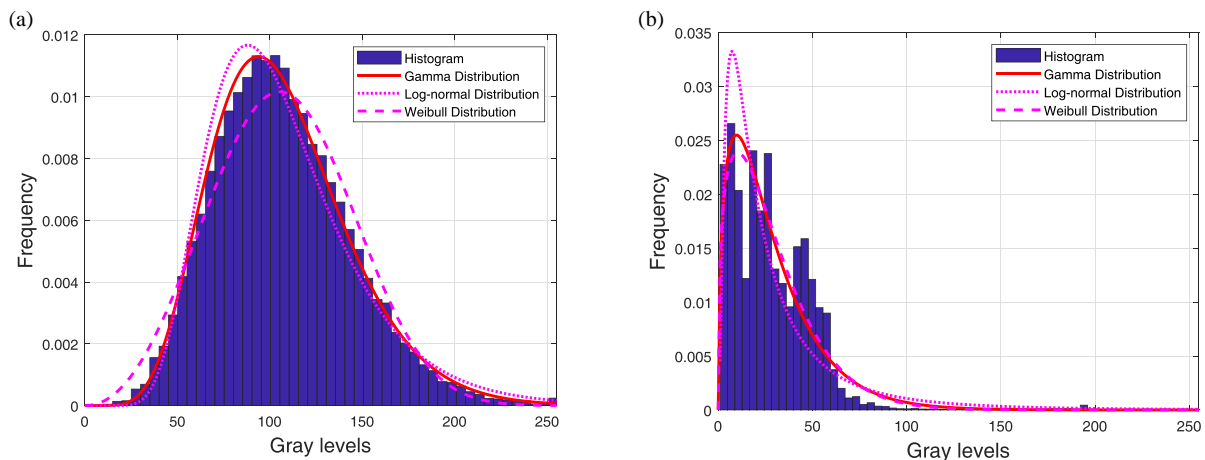 (a)
0.012
0.01
0.008
0.006
0.004
0.002
0
Frequency
0
50
100
150
200
250
Gray levels
Histogram
Gamma Distribution
Log-normal Distribution
Weibull Distribution
(b)
0.035
0.03
0.025
0.02
0.015
0.01
0.005
0
Frequency
0
50
100
150
200
250
Gray levels
Histogram
Gamma Distribution
Log-normal Distribution
Weibull Distribution